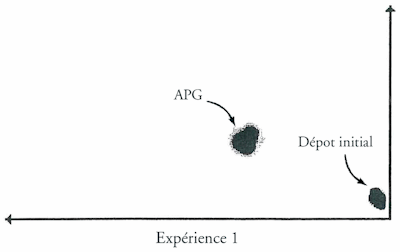 APG
Dépot initial
Expérience 1